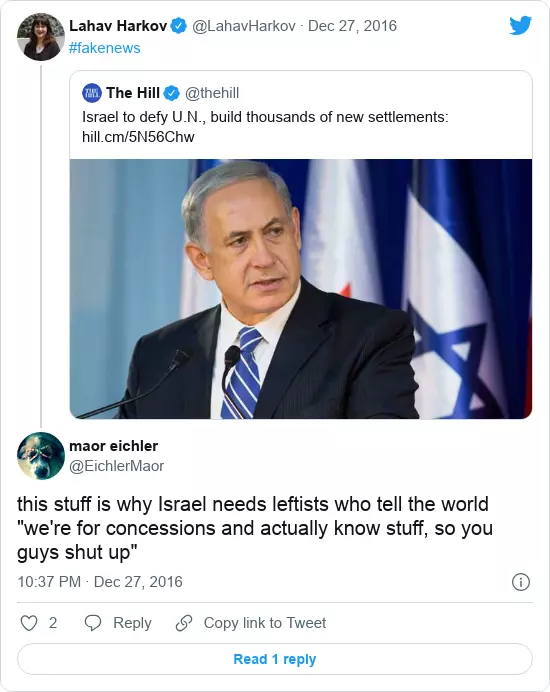 Lahav Harkov @LahavHarkov · Dec 27, 2016
#fakenews
THE HILL The Hill @thehill
Israel to defy U.N., build thousands of new settlements:
hill.cm/5N56Chw
maor eichler
@EichlerMaor
this stuff is why Israel needs leftists who tell the world
"we're for concessions and actually know stuff, so you
guys shut up"
10:37 PM · Dec 27, 2016
2 Reply Copy link to Tweet
Read 1 reply